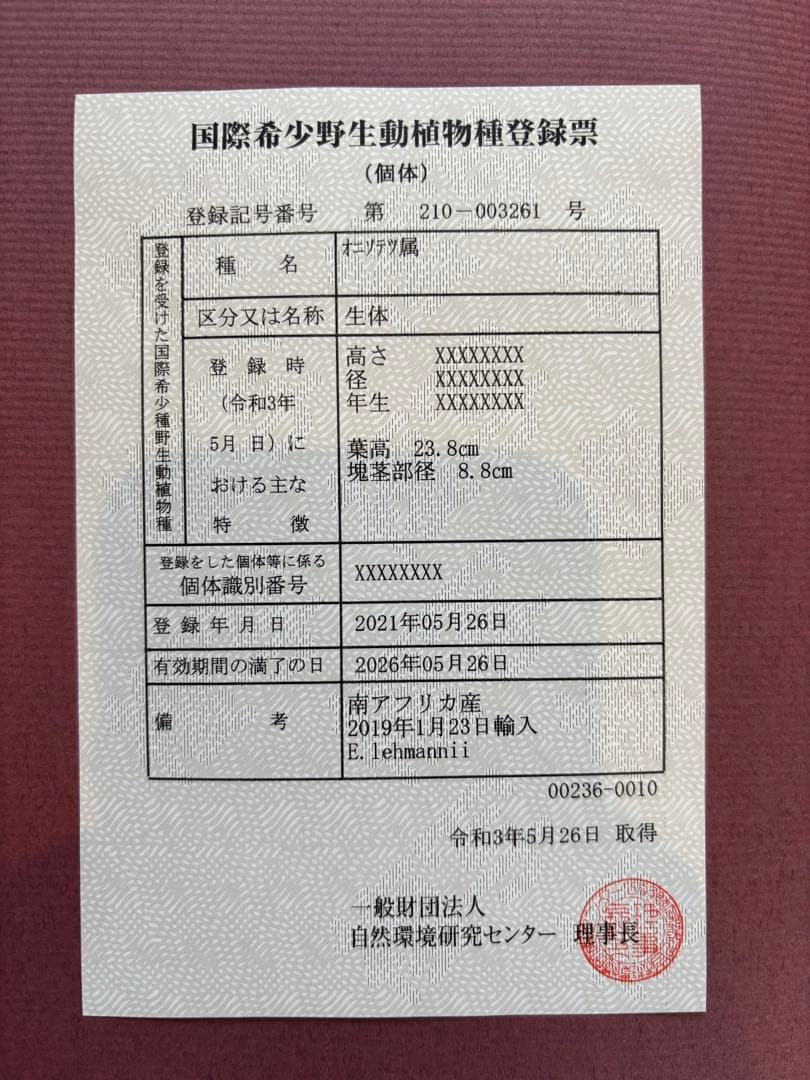 国際希少野生動植物種登録票
(個体)
登録記号番号 第 210-003261 号
登録を受けた国際希少種野生動植物種
種 名 オニソテツ属
区分又は名称 生体
登録時
(令和3年
5月 日)に
おける主な
特 徴
高さ XXXXXXXX
径 XXXXXXXX
年生 XXXXXXXX
葉高 23.8cm
塊茎部径 8.8cm
登録をした個体等に係る
個体識別番号
XXXXXXXX
登録年月日 2021年05月26日
有効期間の満了の日 2026年05月26日
備 考
南アフリカ産
2019年1月23日輸入
E.lehmannii
00236-0010
令和3年5月26日 取得
一般財団法人
自然環境研究センター 理事長